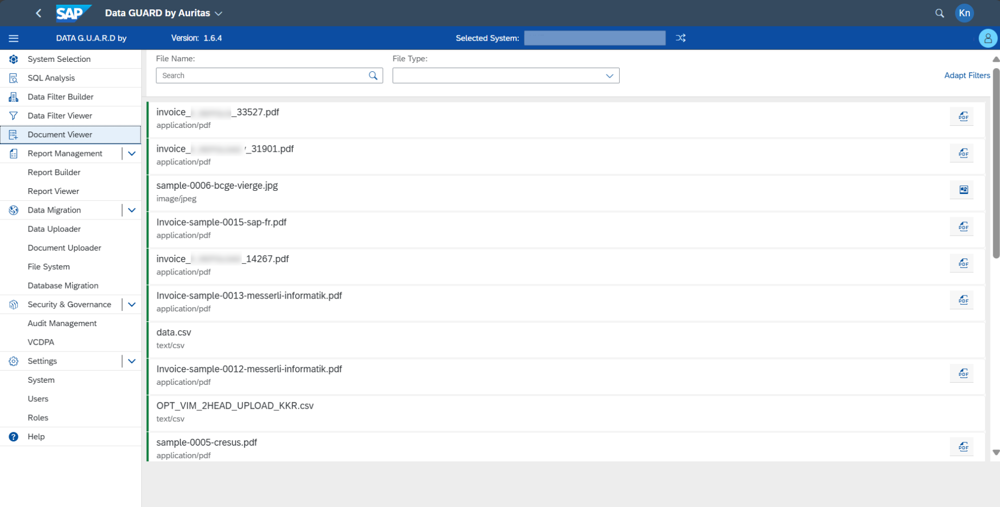 SAP Data GUARD by Auritas Kn
DATA G.U.A.R.D by Version: 1.6.4 Selected System:
System Selection
SQL Analysis
Data Filter Builder
Data Filter Viewer
Document Viewer
Report Management
Report Builder
Report Viewer
Data Migration
Data Uploader
Document Uploader
File System
Database Migration
Security & Governance
Audit Management
VCDPA
Settings
System
Users
Roles
? Help
File Name: File Type:
Search
Adapt Filters
invoice_ _33527.pdf
application/pdf
PDF
invoice_ _31901.pdf
application/pdf
PDF
sample-0006-bcge-vierge.jpg
image/jpeg
Invoice-sample-0015-sap-fr.pdf
application/pdf
PDF
invoice_ _14267.pdf
application/pdf
PDF
Invoice-sample-0013-messerli-informatik.pdf
application/pdf
PDF
data.csv
text/csv
Invoice-sample-0012-messerli-informatik.pdf
application/pdf
PDF
OPT_VIM_2HEAD_UPLOAD_KKR.csv
text/csv
sample-0005-cresus.pdf
application/pdf
PDF